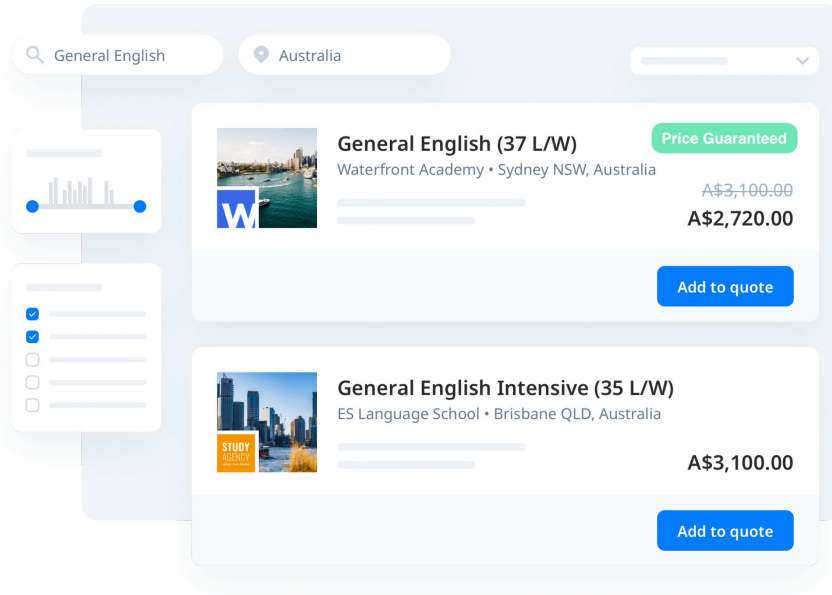 General English
Australia
General English (37 L/W)
Price Guaranteed
Waterfront Academy • Sydney NSW, Australia
A$3,100.00
A$2,720.00
W
Add to quote
General English Intensive (35 L/W)
ES Language School • Brisbane QLD, Australia
STUDY
AGENCY
A$3,100.00
Add to quote